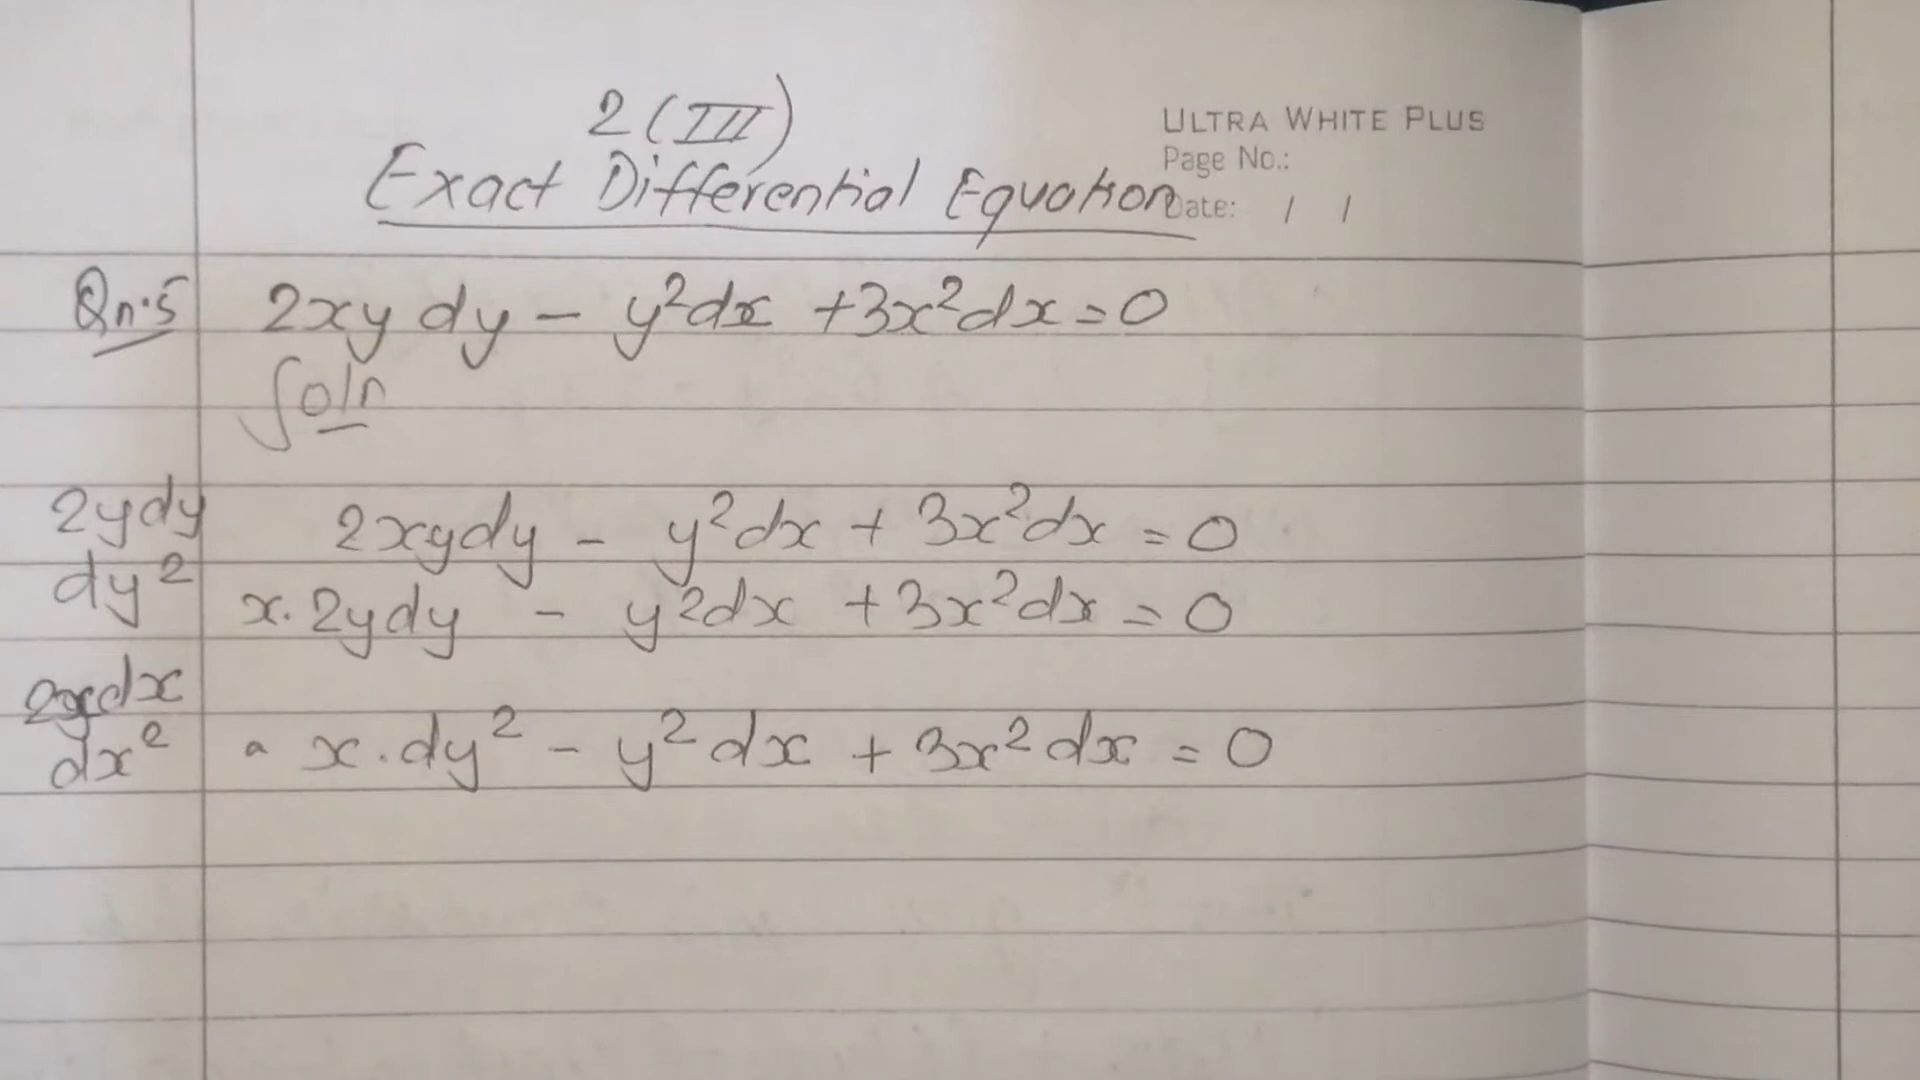 2 (III)
ULTRA WHITE PLUS
Page No.:
Exact Differential Equation
Date: / /
Qn.5 2xy dy - y²dx + 3x²dx = 0
Soln
2ydy 2xydy - y²dx + 3x²dx = 0
dy² x. 2ydy - y²dx + 3x²dx = 0
2xdx
dx² x.dy² - y²dx + 3x²dx = 0